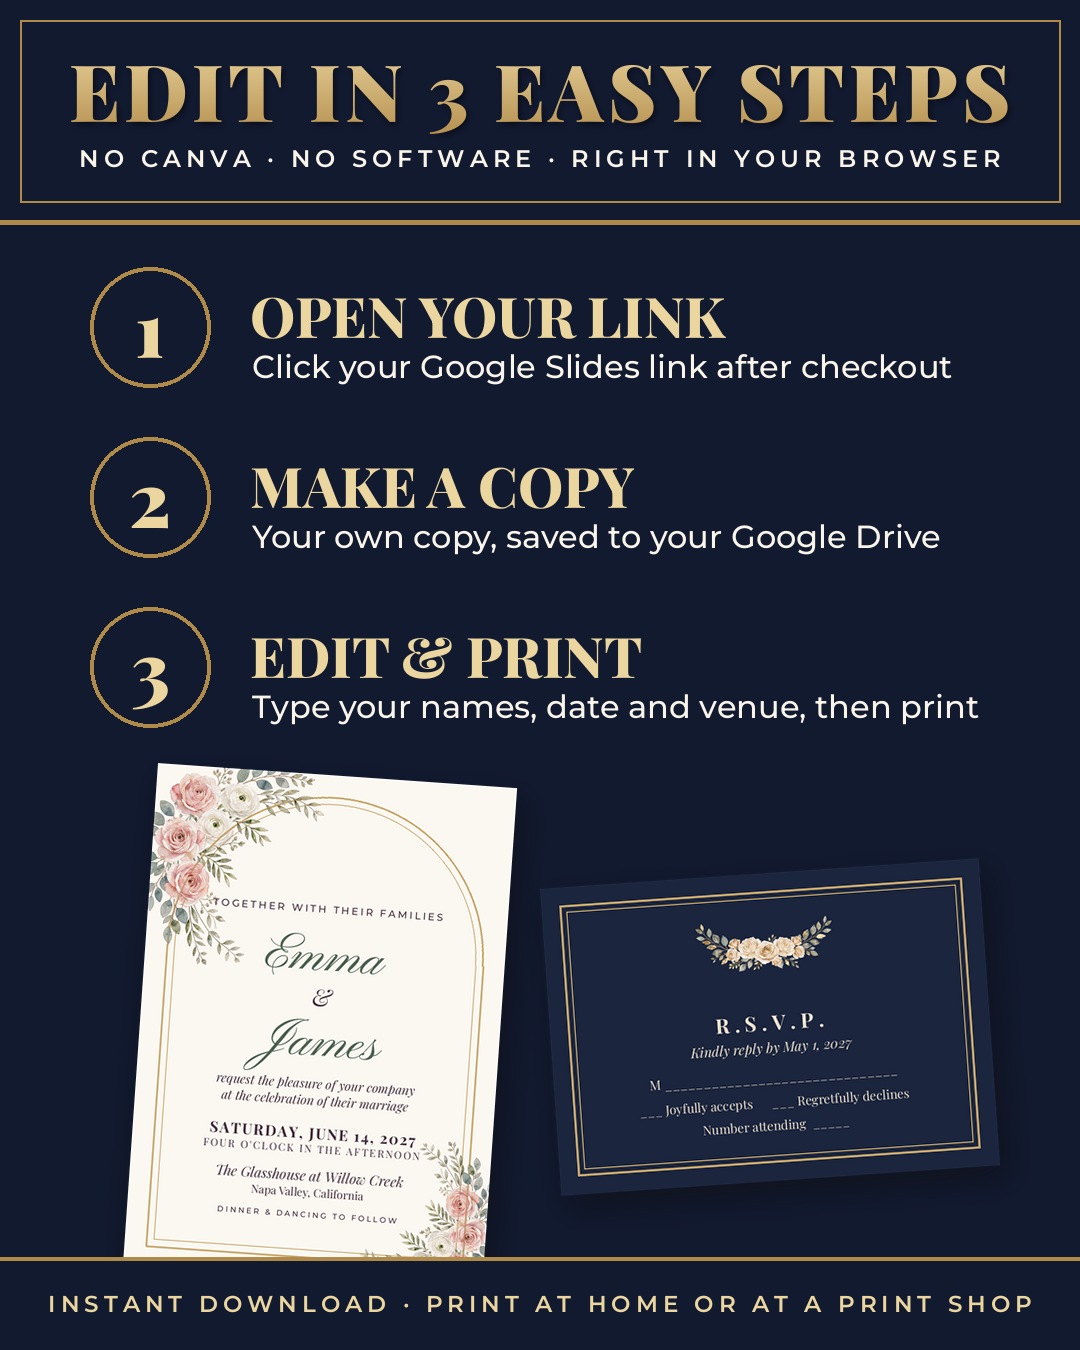 EDIT IN 3 EASY STEPS
NO CANVA · NO SOFTWARE · RIGHT IN YOUR BROWSER
1
OPEN YOUR LINK
Click your Google Slides link after checkout
2
MAKE A COPY
Your own copy, saved to your Google Drive
3
EDIT & PRINT
Type your names, date and venue, then print
TOGETHER WITH THEIR FAMILIES
Emma
&
James
request the pleasure of your company
at the celebration of their marriage
SATURDAY, JUNE 14, 2027
FOUR O'CLOCK IN THE AFTERNOON
The Glasshouse at Willow Creek
Napa Valley, California
DINNER & DANCING TO FOLLOW
R.S.V.P.
Kindly reply by May 1, 2027
M ______________________________
___ Joyfully accepts ___ Regretfully declines
Number attending _____
INSTANT DOWNLOAD · PRINT AT HOME OR AT A PRINT SHOP